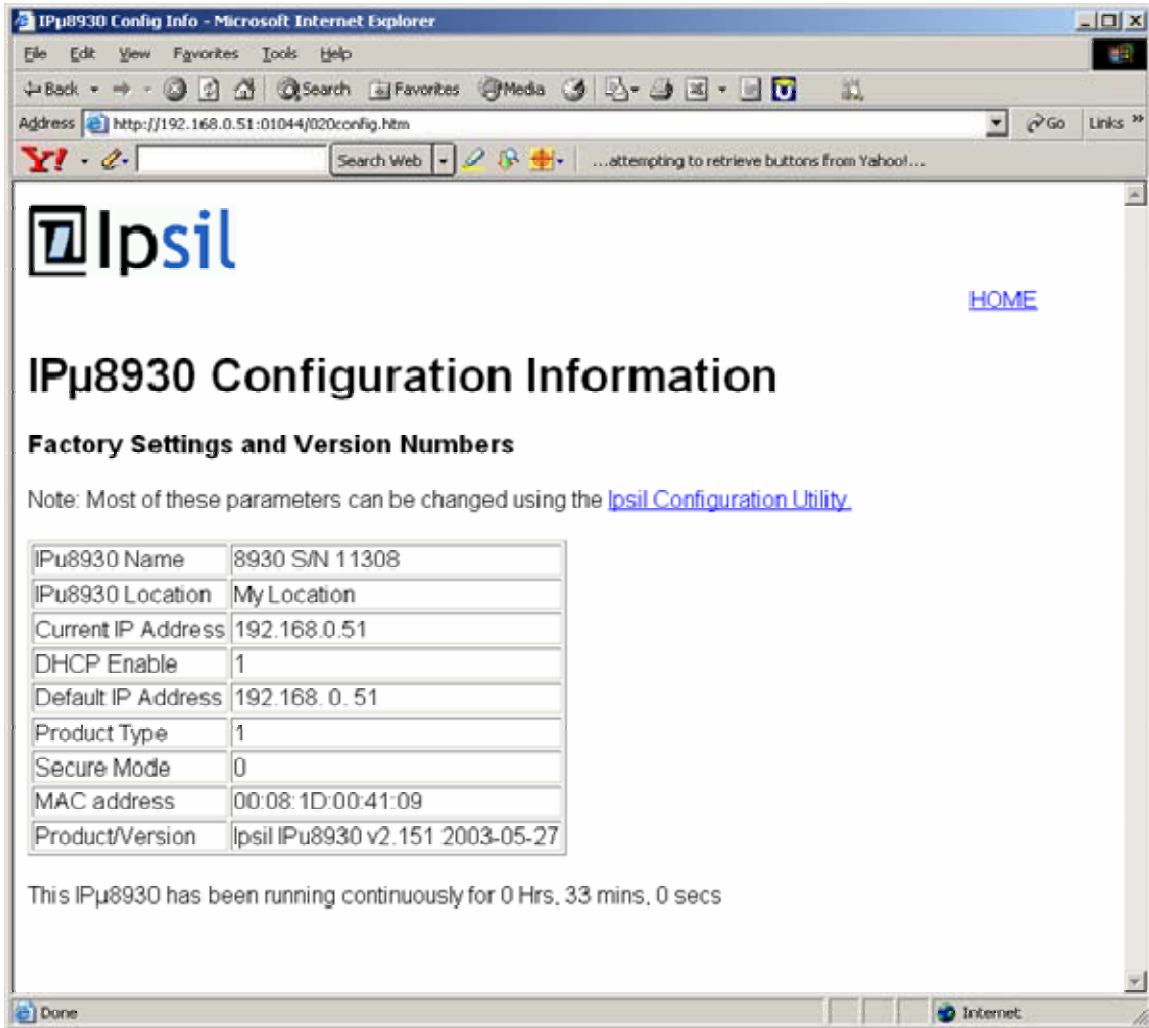 IPµ8930 Config Info - Microsoft Internet Explorer
File Edit View Favorites Tools Help
Back Search Favorites Media
Address http://192.168.0.51:01044/020config.htm Go Links »
Y! Search Web ...attempting to retrieve buttons from Yahoo!...
Ipsil
HOME
IPµ8930 Configuration Information
Factory Settings and Version Numbers
Note: Most of these parameters can be changed using the Ipsil Configuration Utility.
IPu8930 Name 8930 S/N 11308
IPu8930 Location My Location
Current IP Address 192.168.0.51
DHCP Enable 1
Default IP Address 192.168. 0. 51
Product Type 1
Secure Mode 0
MAC address 00:08:1D:00:41:09
Product/Version Ipsil IPu8930 v2.151 2003-05-27
This IPµ8930 has been running continuously for 0 Hrs, 33 mins, 0 secs
Done Internet